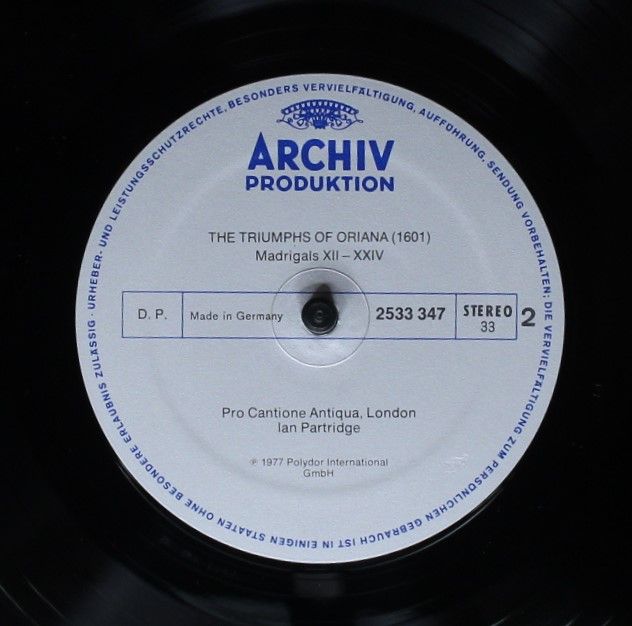 URHEBER- UND LEISTUNGSSCHUTZRECHTE, BESONDERS VERVIELFÄLTIGUNG, AUFFÜHRUNG, SENDUNG VORBEHALTEN; DIE VERVIELFÄLTIGUNG ZUM PERSÖNLICHEN GEBRAUCH IST IN EINIGEN STAATEN OHNE BESONDERE ERLAUBNIS ZULÄSSIG ·
ARCHIV
PRODUKTION
THE TRIUMPHS OF ORIANA (1601)
Madrigals XII – XXIV
D. P. Made in Germany 2533 347 STEREO 2
33
Pro Cantione Antiqua, London
Ian Partridge
℗ 1977 Polydor International
GmbH